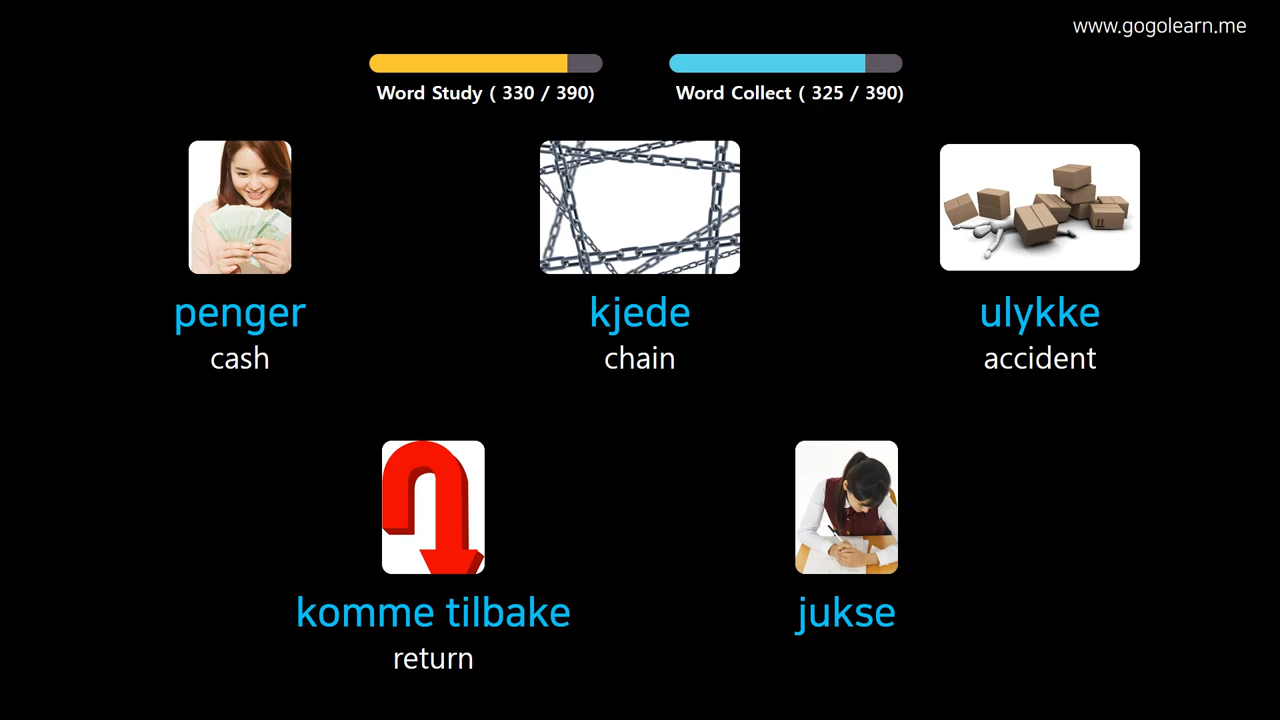 www.gogolearn.me
Word Study ( 330 / 390)
Word Collect ( 325 / 390)
penger
kjede
ulykke
cash
chain
accident
komme tilbake
jukse
return